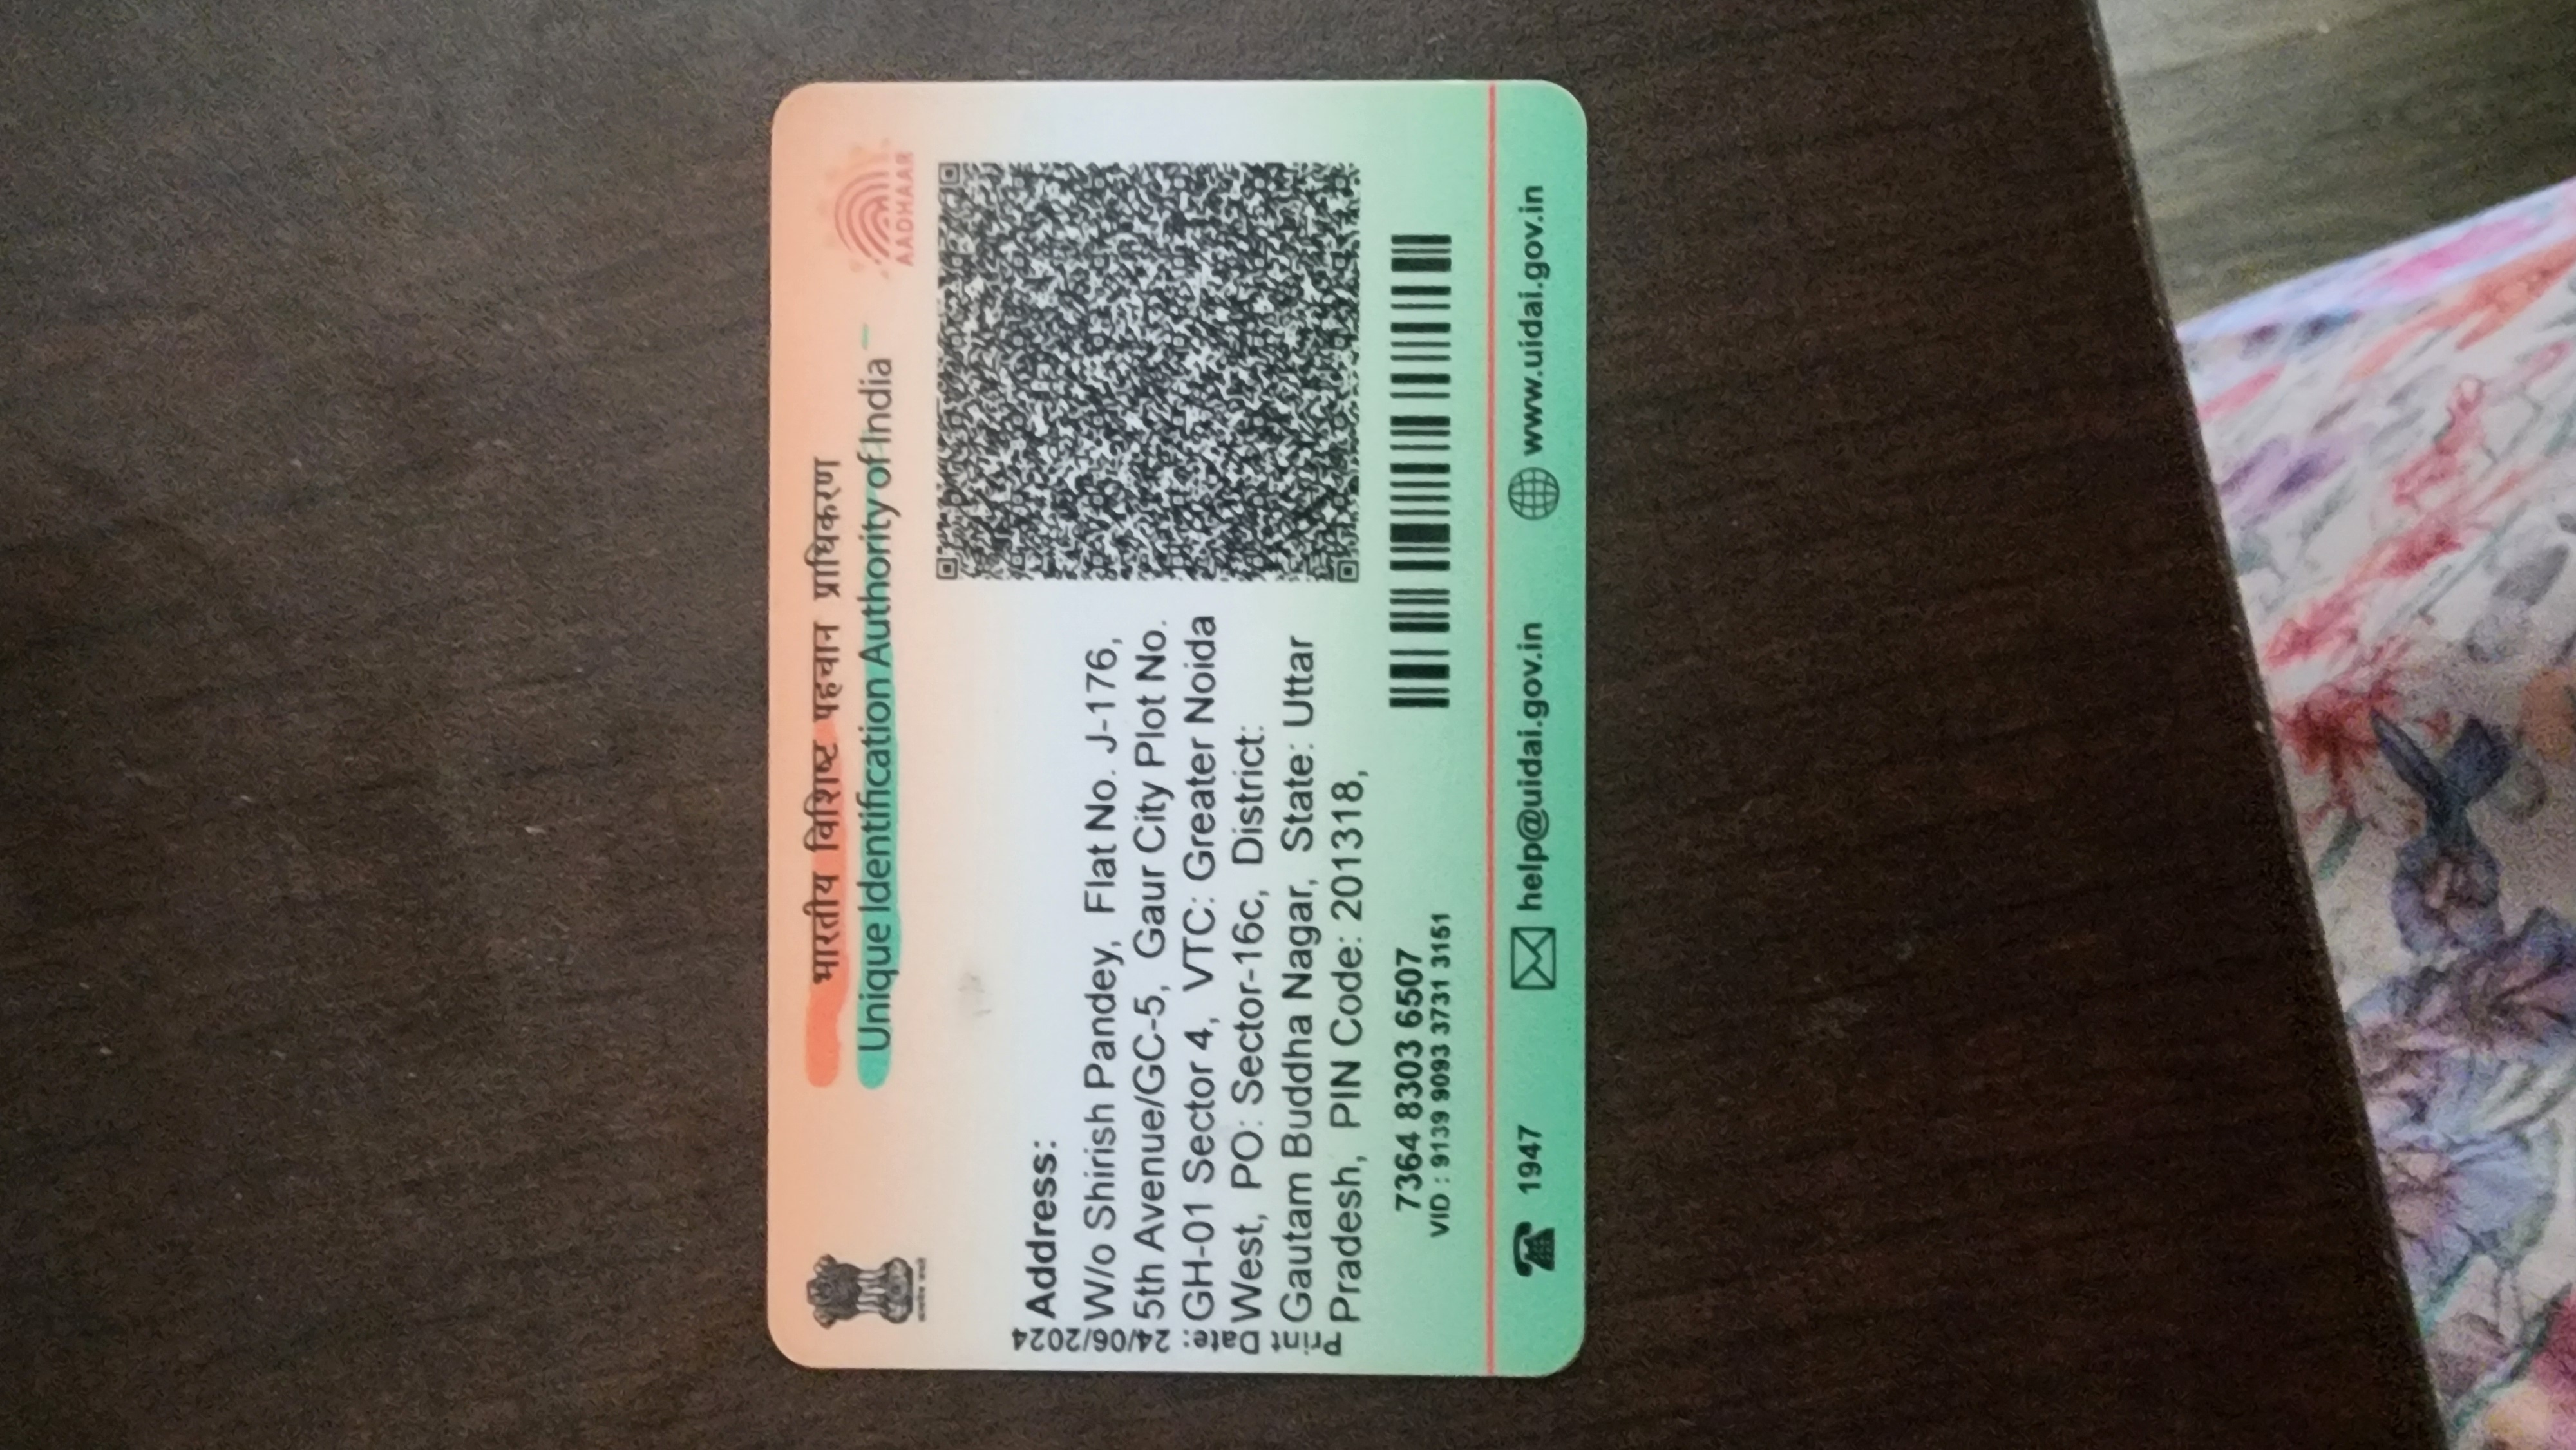 भारतीय विशिष्ट पहचान प्राधिकरण
Unique Identification Authority of India
AADHAAR
Print Date: 24/06/2024
Address:
W/o Shirish Pandey, Flat No. J-176,
5th Avenue/GC-5, Gaur City Plot No.
GH-01 Sector 4, VTC: Greater Noida
West, PO: Sector-16c, District:
Gautam Buddha Nagar, State: Uttar
Pradesh, PIN Code: 201318,
7364 8303 6507
VID : 9139 9093 3731 3151
1947
help@uidai.gov.in
www.uidai.gov.in